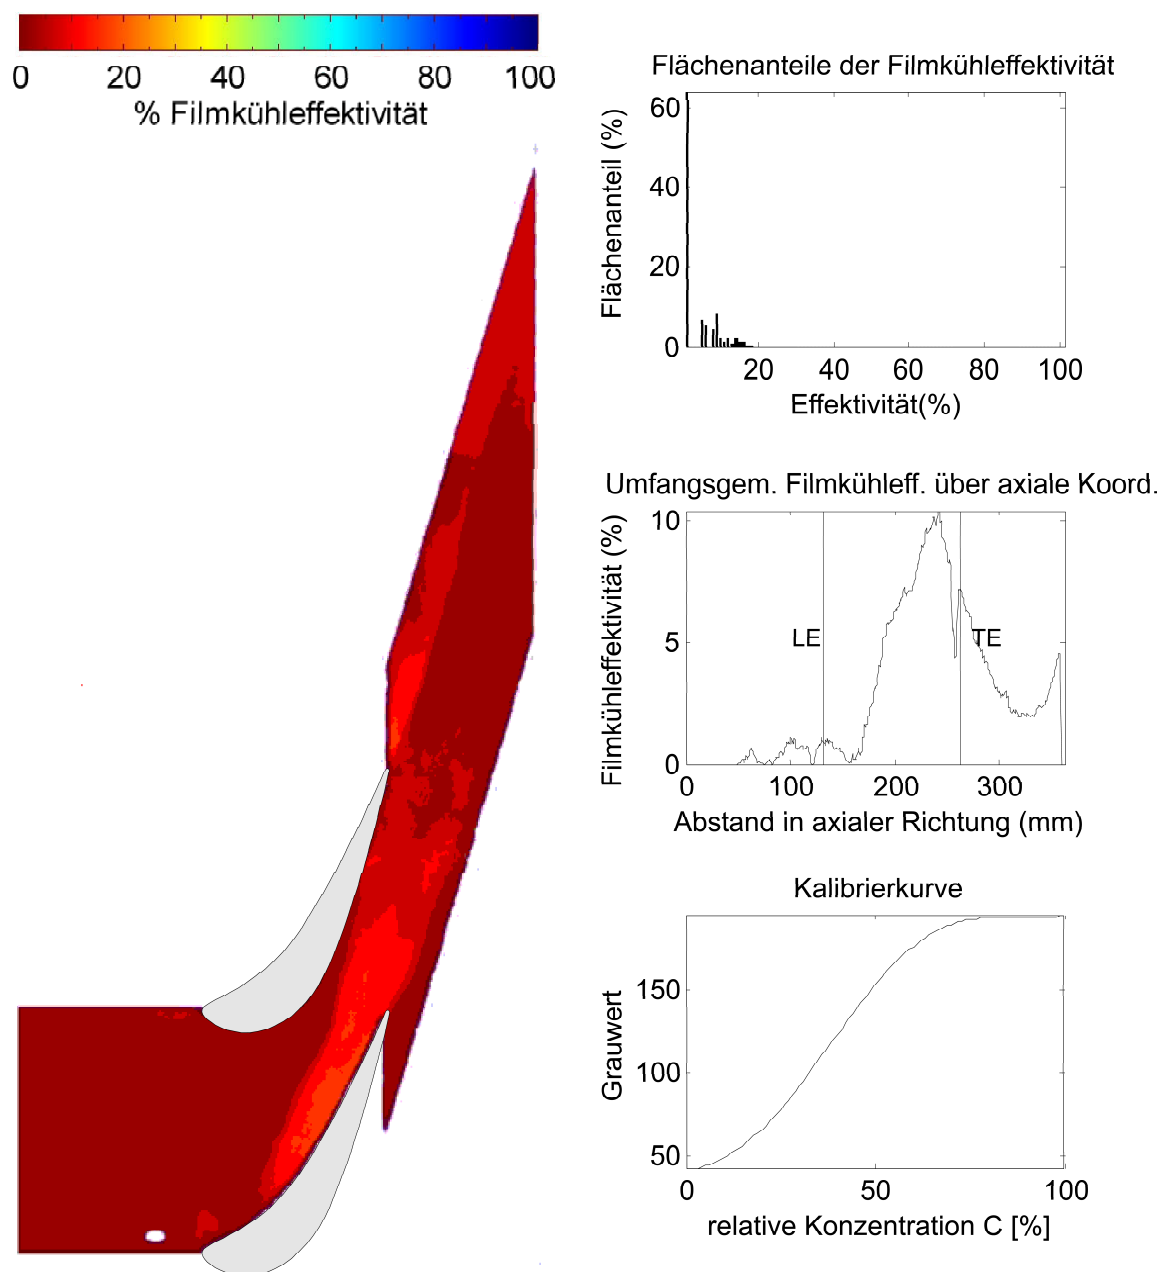 0 20 40 60 80 100
% Filmkühleffektivität
Flächenanteile der Filmkühleffektivität
Flächenanteil (%)
60
40
20
0
20 40 60 80 100
Effektivität(%)
Umfangsgem. Filmkühleff. über axiale Koord.
Filmkühleffektivität (%)
10
5
0
LE
TE
0 100 200 300
Abstand in axialer Richtung (mm)
Kalibrierkurve
Grauwert
150
100
50
0 50 100
relative Konzentration C [%]